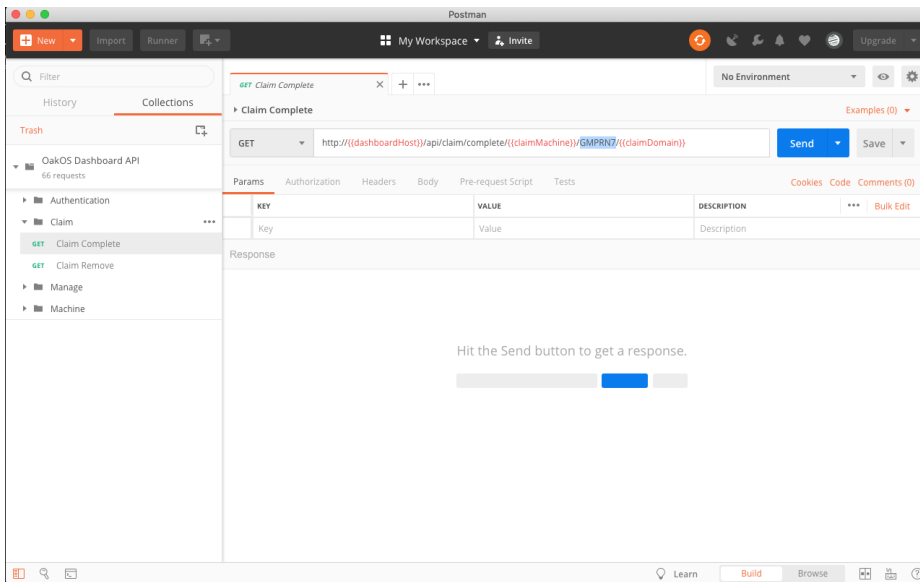 Postman
New
Import
Runner
My Workspace
Invite
Upgrade
Filter
History
Collections
Trash
OakOS Dashboard API
66 requests
Authentication
Claim
GET Claim Complete
GET Claim Remove
Manage
Machine
GET Claim Complete
No Environment
Claim Complete
Examples (0)
GET
http://{{dashboardHost}}/api/claim/complete/{{claimMachine}}/GMPRN7/{{claimDomain}}
Send
Save
Params Authorization Headers Body Pre-request Script Tests
Cookies Code Comments (0)
KEY VALUE DESCRIPTION
Bulk Edit
Key Value Description
Response
Hit the Send button to get a response.
Learn
Build
Browse